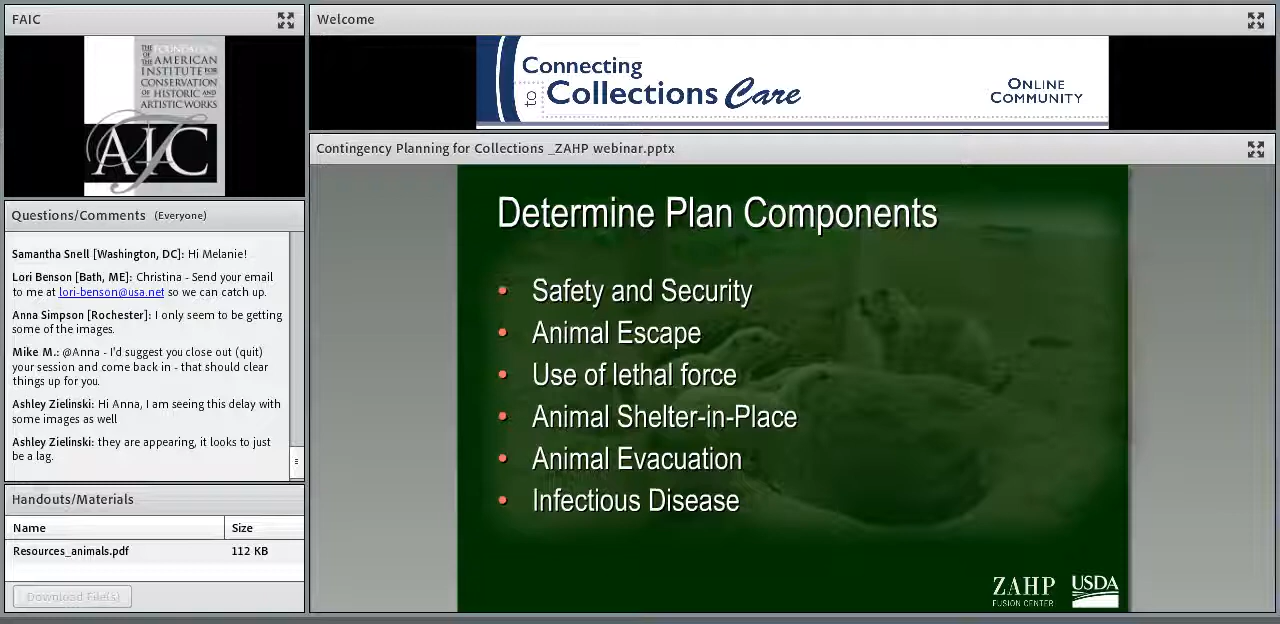 FAIC
THE FOUNDATION
OF THE AMERICAN
INSTITUTE FOR
CONSERVATION
OF HISTORIC AND
ARTISTIC WORKS
AIC
Questions/Comments (Everyone)
Samantha Snell [Washington, DC]: Hi Melanie!
Lori Benson [Bath, ME]: Christina - Send your email
to me at lori-benson@usa.net so we can catch up.
Anna Simpson [Rochester]: I only seem to be getting
some of the images.
Mike M.: @Anna - I'd suggest you close out (quit)
your session and come back in - that should clear
things up for you.
Ashley Zielinski: Hi Anna, I am seeing this delay with
some images as well
Ashley Zielinski: they are appearing, it looks to just
be a lag.
Handouts/Materials
Name Size
Resources_animals.pdf 112 KB
Download File(s)
Welcome
Connecting
to Collections Care
ONLINE
COMMUNITY
Contingency Planning for Collections _ZAHP webinar.pptx
Determine Plan Components
• Safety and Security
• Animal Escape
• Use of lethal force
• Animal Shelter-in-Place
• Animal Evacuation
• Infectious Disease
ZAHP
FUSION CENTER
USDA